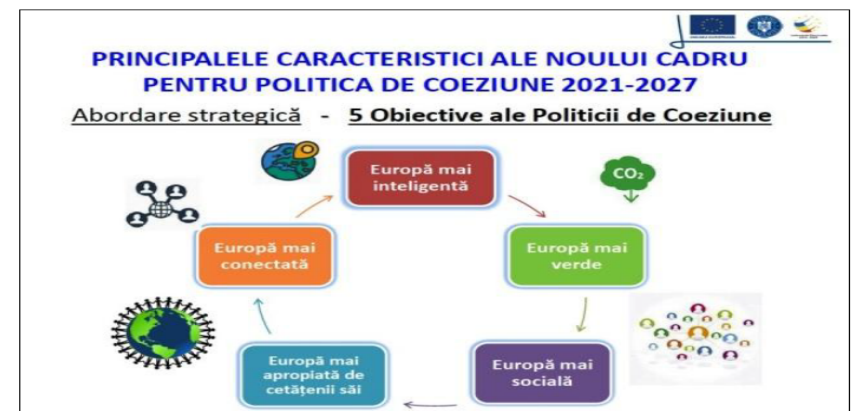 PRINCIPALELE CARACTERISTICI ALE NOULUI CADRU
PENTRU POLITICA DE COEZIUNE 2021-2027
Abordare strategică - 5 Obiective ale Politicii de Coeziune
Europă mai
inteligentă
CO₂
Europă mai
verde
Europă mai
socială
Europă mai
apropiată de
cetățenii săi
Europă mai
conectată